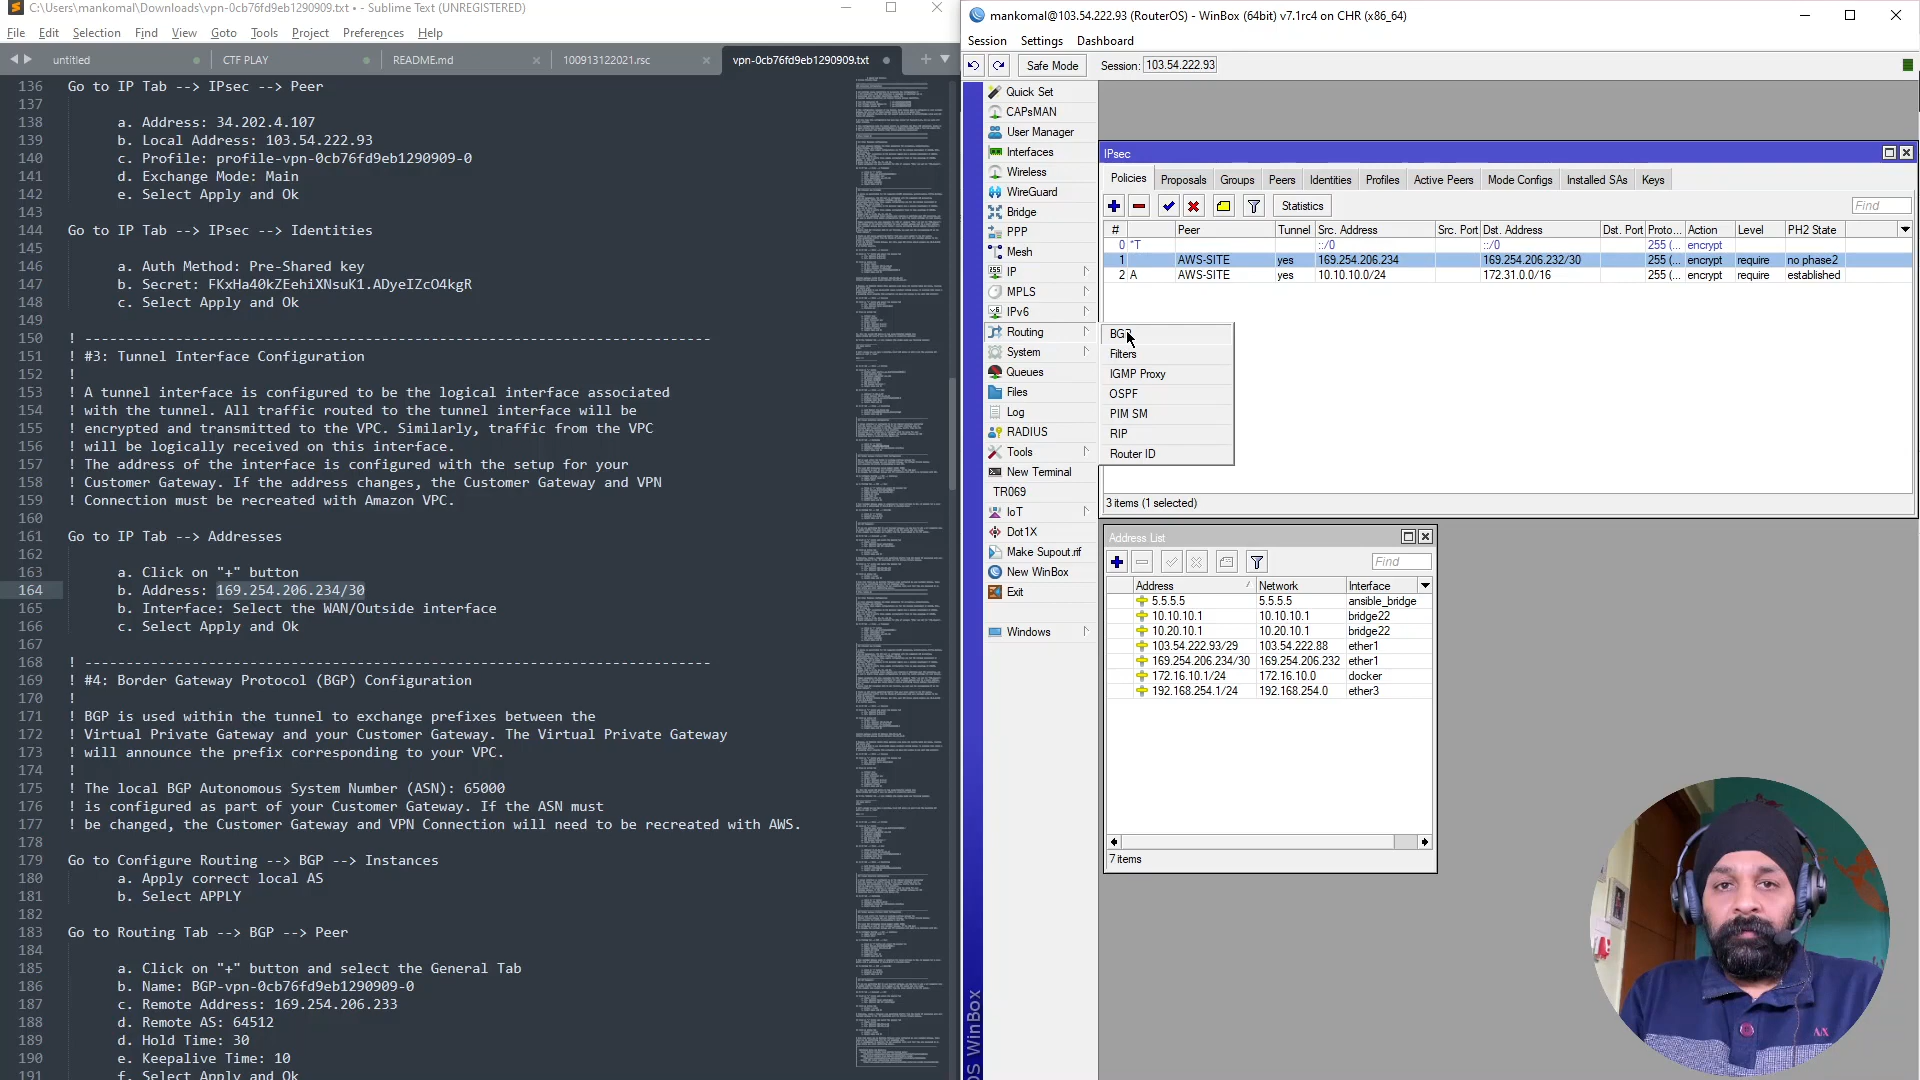 C:\Users\mankomal\Downloads\vpn-0cb76fd9eb1290909.txt • - Sublime Text (UNREGISTERED)
File Edit Selection Find View Goto Tools Project Preferences Help
untitled CTF PLAY README.md 100913122021.rsc vpn-0cb76fd9eb1290909.txt
136 Go to IP Tab --> IPsec --> Peer
137
138 a. Address: 34.202.4.107
139 b. Local Address: 103.54.222.93
140 c. Profile: profile-vpn-0cb76fd9eb1290909-0
141 d. Exchange Mode: Main
142 e. Select Apply and Ok
143
144 Go to IP Tab --> IPsec --> Identities
145
146 a. Auth Method: Pre-Shared key
147 b. Secret: FKxHa40kZEehiXNsuK1.ADyeIZcO4kgR
148 c. Select Apply and Ok
149
150 ! ----------------------------------------------------------------------------
151 ! #3: Tunnel Interface Configuration
152 !
153 ! A tunnel interface is configured to be the logical interface associated
154 ! with the tunnel. All traffic routed to the tunnel interface will be
155 ! encrypted and transmitted to the VPC. Similarly, traffic from the VPC
156 ! will be logically received on this interface.
157 ! The address of the interface is configured with the setup for your
158 ! Customer Gateway. If the address changes, the Customer Gateway and VPN
159 ! Connection must be recreated with Amazon VPC.
160
161 Go to IP Tab --> Addresses
162
163 a. Click on "+" button
164 b. Address: 169.254.206.234/30
165 b. Interface: Select the WAN/Outside interface
166 c. Select Apply and Ok
167
168 ! ----------------------------------------------------------------------------
169 ! #4: Border Gateway Protocol (BGP) Configuration
170 !
171 ! BGP is used within the tunnel to exchange prefixes between the
172 ! Virtual Private Gateway and your Customer Gateway. The Virtual Private Gateway
173 ! will announce the prefix corresponding to your VPC.
174 !
175 ! The local BGP Autonomous System Number (ASN): 65000
176 ! is configured as part of your Customer Gateway. If the ASN must
177 ! be changed, the Customer Gateway and VPN Connection will need to be recreated with AWS.
178
179 Go to Configure Routing --> BGP --> Instances
180 a. Apply correct local AS
181 b. Select APPLY
182
183 Go to Routing Tab --> BGP --> Peer
184
185 a. Click on "+" button and select the General Tab
186 b. Name: BGP-vpn-0cb76fd9eb1290909-0
187 c. Remote Address: 169.254.206.233
188 d. Remote AS: 64512
189 d. Hold Time: 30
190 e. Keepalive Time: 10
191 f. Select Apply and Ok
mankomal@103.54.222.93 (RouterOS) - WinBox (64bit) v7.1rc4 on CHR (x86_64)
Session Settings Dashboard
Safe Mode Session: 103.54.222.93
Quick Set
CAPsMAN
User Manager
Interfaces
Wireless
WireGuard
Bridge
PPP
Mesh
IP
MPLS
IPv6
Routing
System
Queues
Files
Log
RADIUS
Tools
New Terminal
TR069
IoT
Dot1X
Make Supout.rif
New WinBox
Exit
Windows
OS WinBox
BGP
Filters
IGMP Proxy
OSPF
PIM SM
RIP
Router ID
IPsec
Policies Proposals Groups Peers Identities Profiles Active Peers Mode Configs Installed SAs Keys
Statistics Find
# Peer Tunnel Src. Address Src. Port Dst. Address Dst. Port Proto... Action Level PH2 State
0 *T ::/0 ::/0 255 (... encrypt
1 AWS-SITE yes 169.254.206.234 169.254.206.232/30 255 (... encrypt require no phase2
2 A AWS-SITE yes 10.10.10.0/24 172.31.0.0/16 255 (... encrypt require established
3 items (1 selected)
Address List
Find
Address Network Interface
5.5.5.5 5.5.5.5 ansible_bridge
10.10.10.1 10.10.10.1 bridge22
10.20.10.1 10.20.10.1 bridge22
103.54.222.93/29 103.54.222.88 ether1
169.254.206.234/30 169.254.206.232 ether1
172.16.10.1/24 172.16.10.0 docker
192.168.254.1/24 192.168.254.0 ether3
7 items